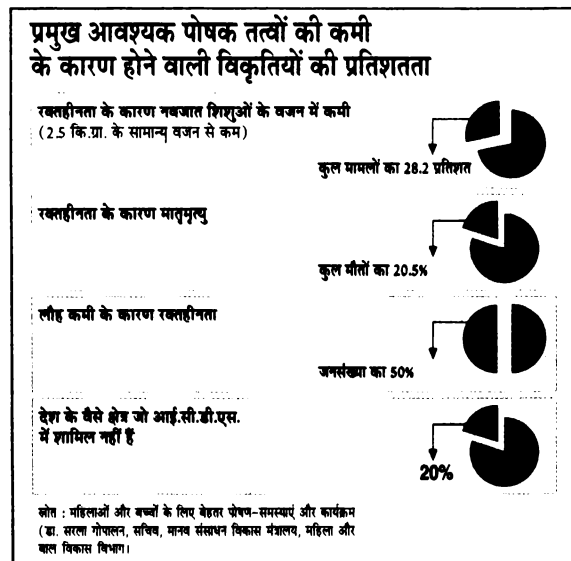 प्रमुख आवश्यक पोषक तत्वों की कमी
के कारण होने वाली विकृतियों की प्रतिशतता
रक्तहीनता के कारण नवजात शिशुओं के वजन में कमी
(2.5 कि.ग्रा. के सामान्य वजन से कम)
कुल मामलों का 28.2 प्रतिशत
रक्तहीनता के कारण मातृमृत्यु
कुल मौतों का 20.5%
लौह कमी के कारण रक्तहीनता
जनसंख्या का 50%
देश के वैसे क्षेत्र जो आई.सी.डी.एस.
में शामिल नहीं हैं
20%
स्रोत : महिलाओं और बच्चों के लिए बेहतर पोषण-समस्याएं और कार्यक्रम
(डा. सरला गोपालन, सचिव, मानव संसाधन विकास मंत्रालय, महिला और
बाल विकास विभाग।